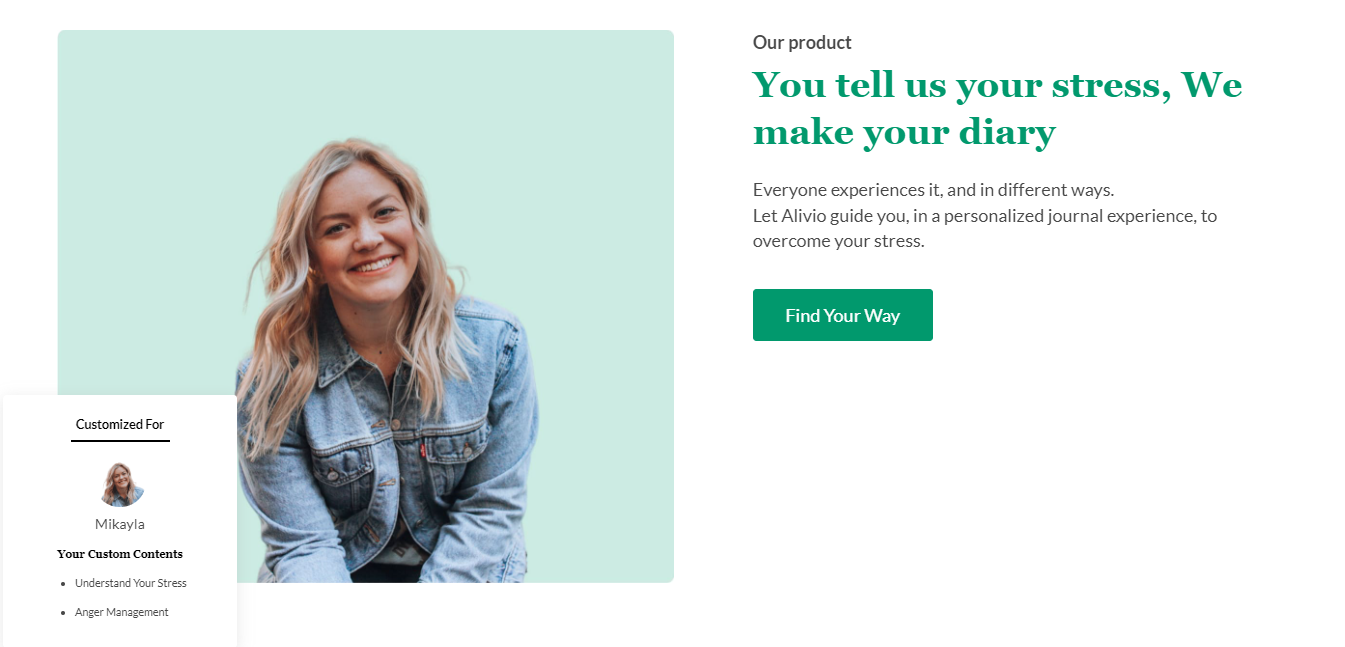 Our product
You tell us your stress, We
make your diary
Everyone experiences it, and in different ways.
Let Alivio guide you, in a personalized journal experience, to
overcome your stress.
Find Your Way
Customized For
Mikayla
Your Custom Contents
Understand Your Stress
Anger Management